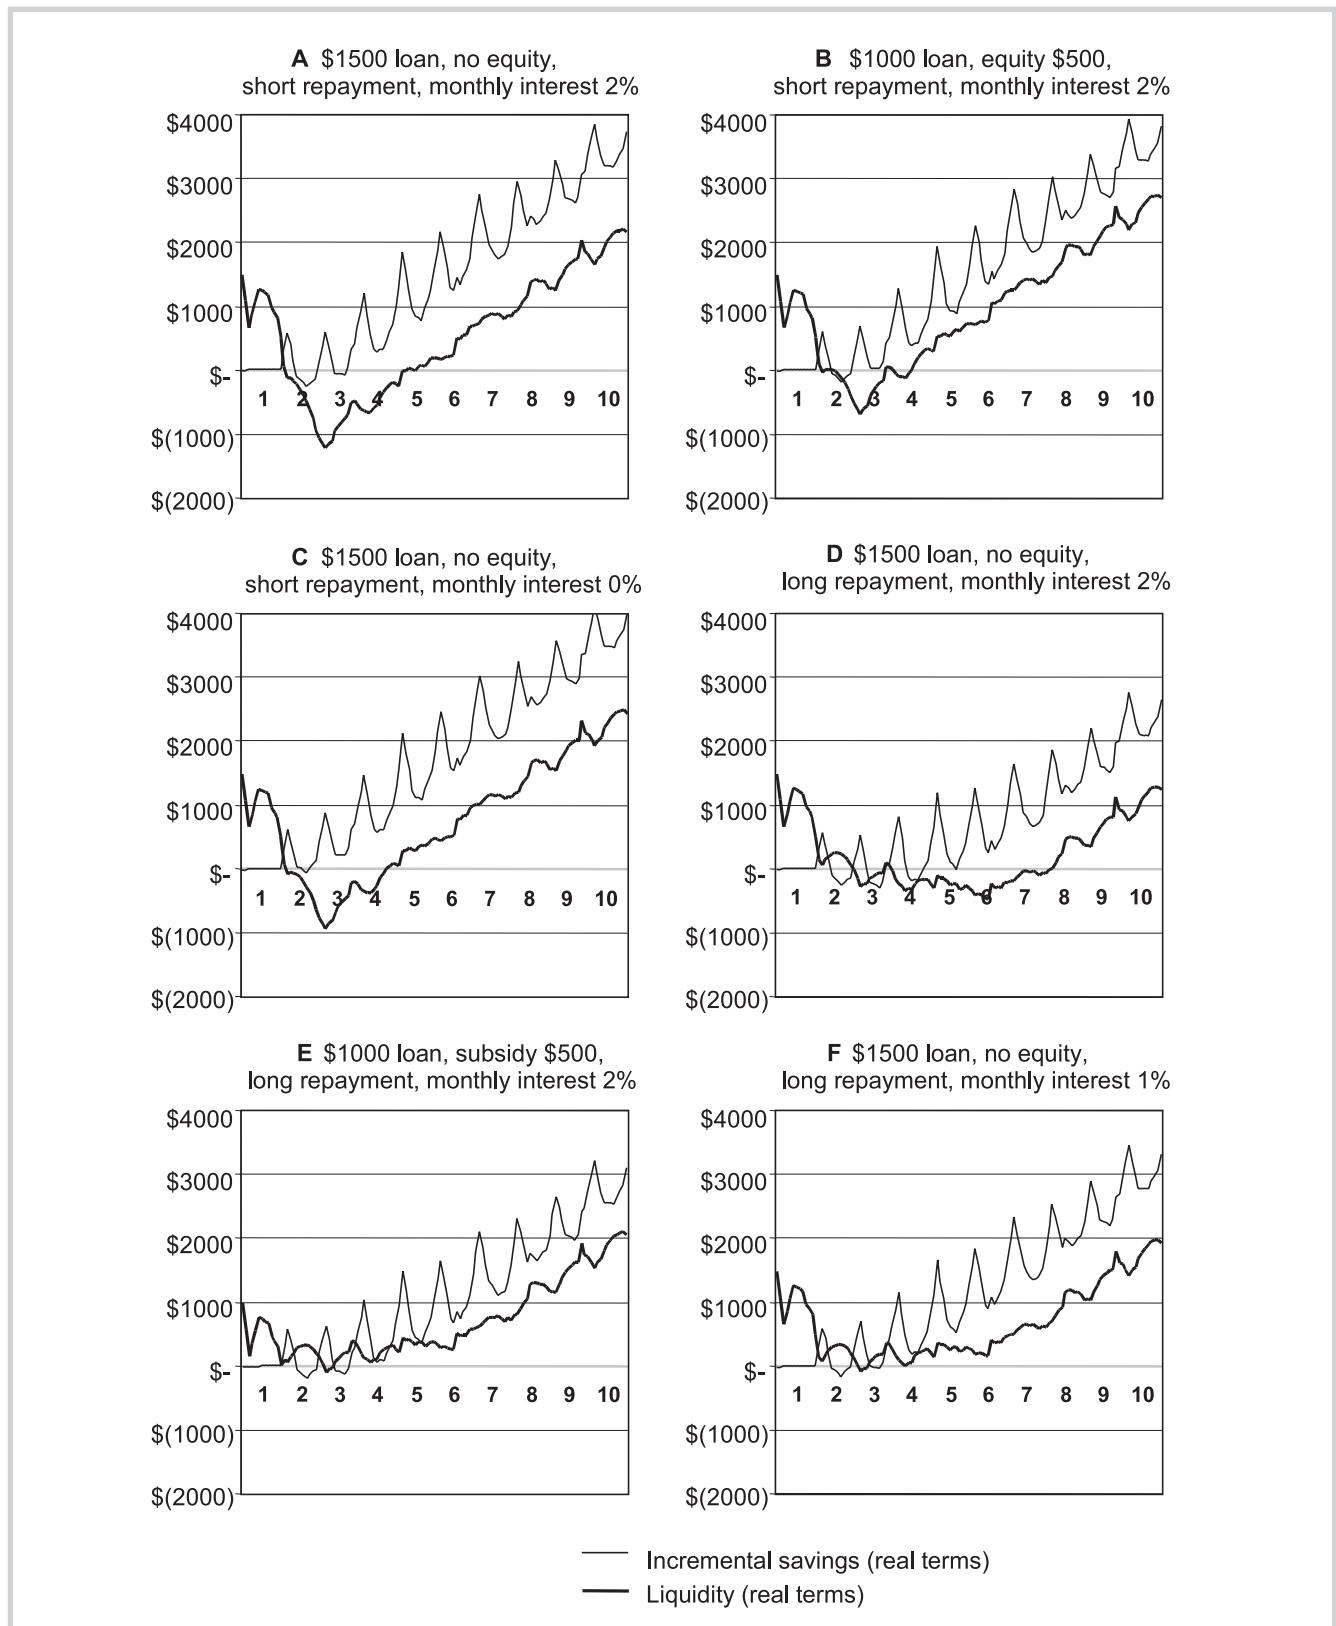 A $1500 loan, no equity,
short repayment, monthly interest 2%
$4000
$3000
$2000
$1000
$-
$(1000)
$(2000)
1 2 3 4 5 6 7 8 9 10
B $1000 loan, equity $500,
short repayment, monthly interest 2%
$4000
$3000
$2000
$1000
$-
$(1000)
$(2000)
1 2 3 4 5 6 7 8 9 10
C $1500 loan, no equity,
short repayment, monthly interest 0%
$4000
$3000
$2000
$1000
$-
$(1000)
$(2000)
1 2 3 4 5 6 7 8 9 10
D $1500 loan, no equity,
long repayment, monthly interest 2%
$4000
$3000
$2000
$1000
$-
$(1000)
$(2000)
1 2 3 4 5 6 7 8 9 10
E $1000 loan, subsidy $500,
long repayment, monthly interest 2%
$4000
$3000
$2000
$1000
$-
$(1000)
$(2000)
1 2 3 4 5 6 7 8 9 10
F $1500 loan, no equity,
long repayment, monthly interest 1%
$4000
$3000
$2000
$1000
$-
$(1000)
$(2000)
1 2 3 4 5 6 7 8 9 10
Incremental savings (real terms)
Liquidity (real terms)